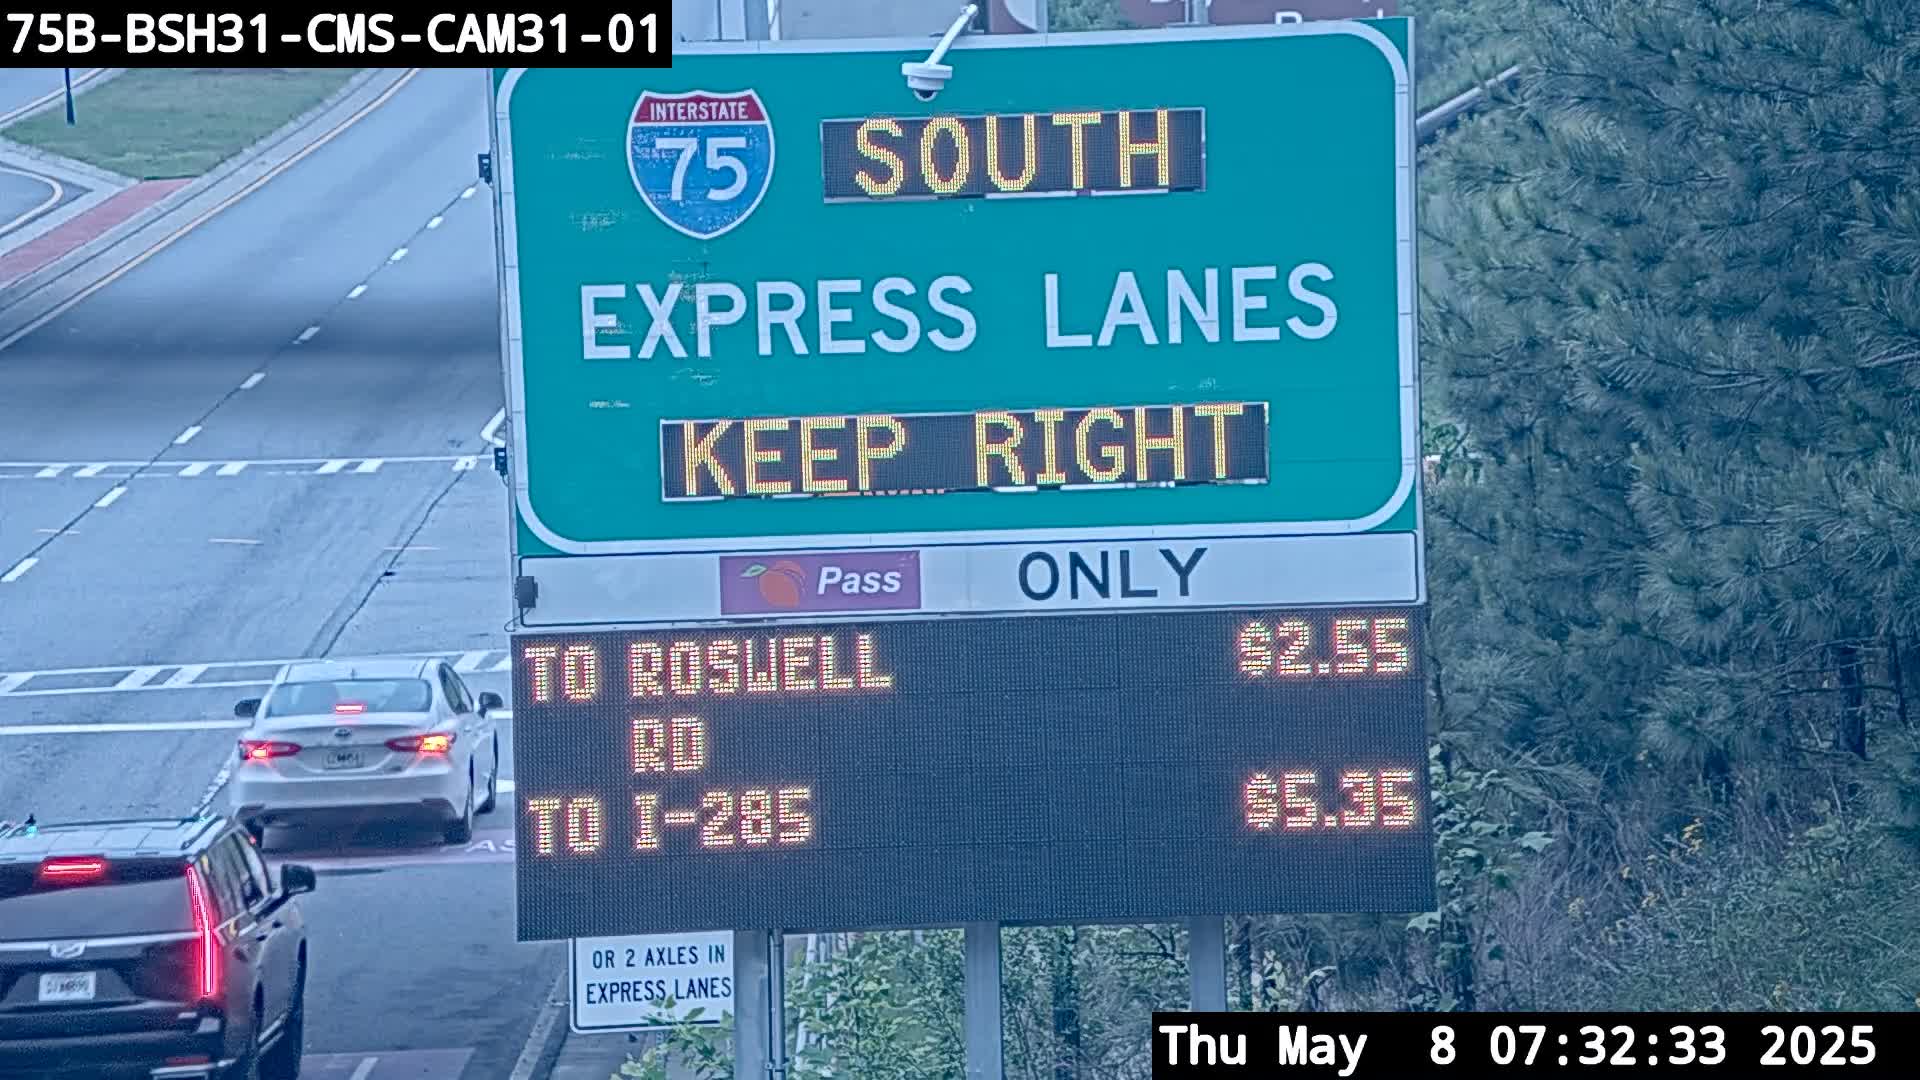 75B-BSH31-CMS-CAM31-01
INTERSTATE
75
SOUTH
EXPRESS LANES
KEEP RIGHT
Pass ONLY
TO ROSWELL $2.55
RD
TO I-285 $5.35
OR 2 AXLES IN
EXPRESS LANES
Thu May 8 07:32:33 2025